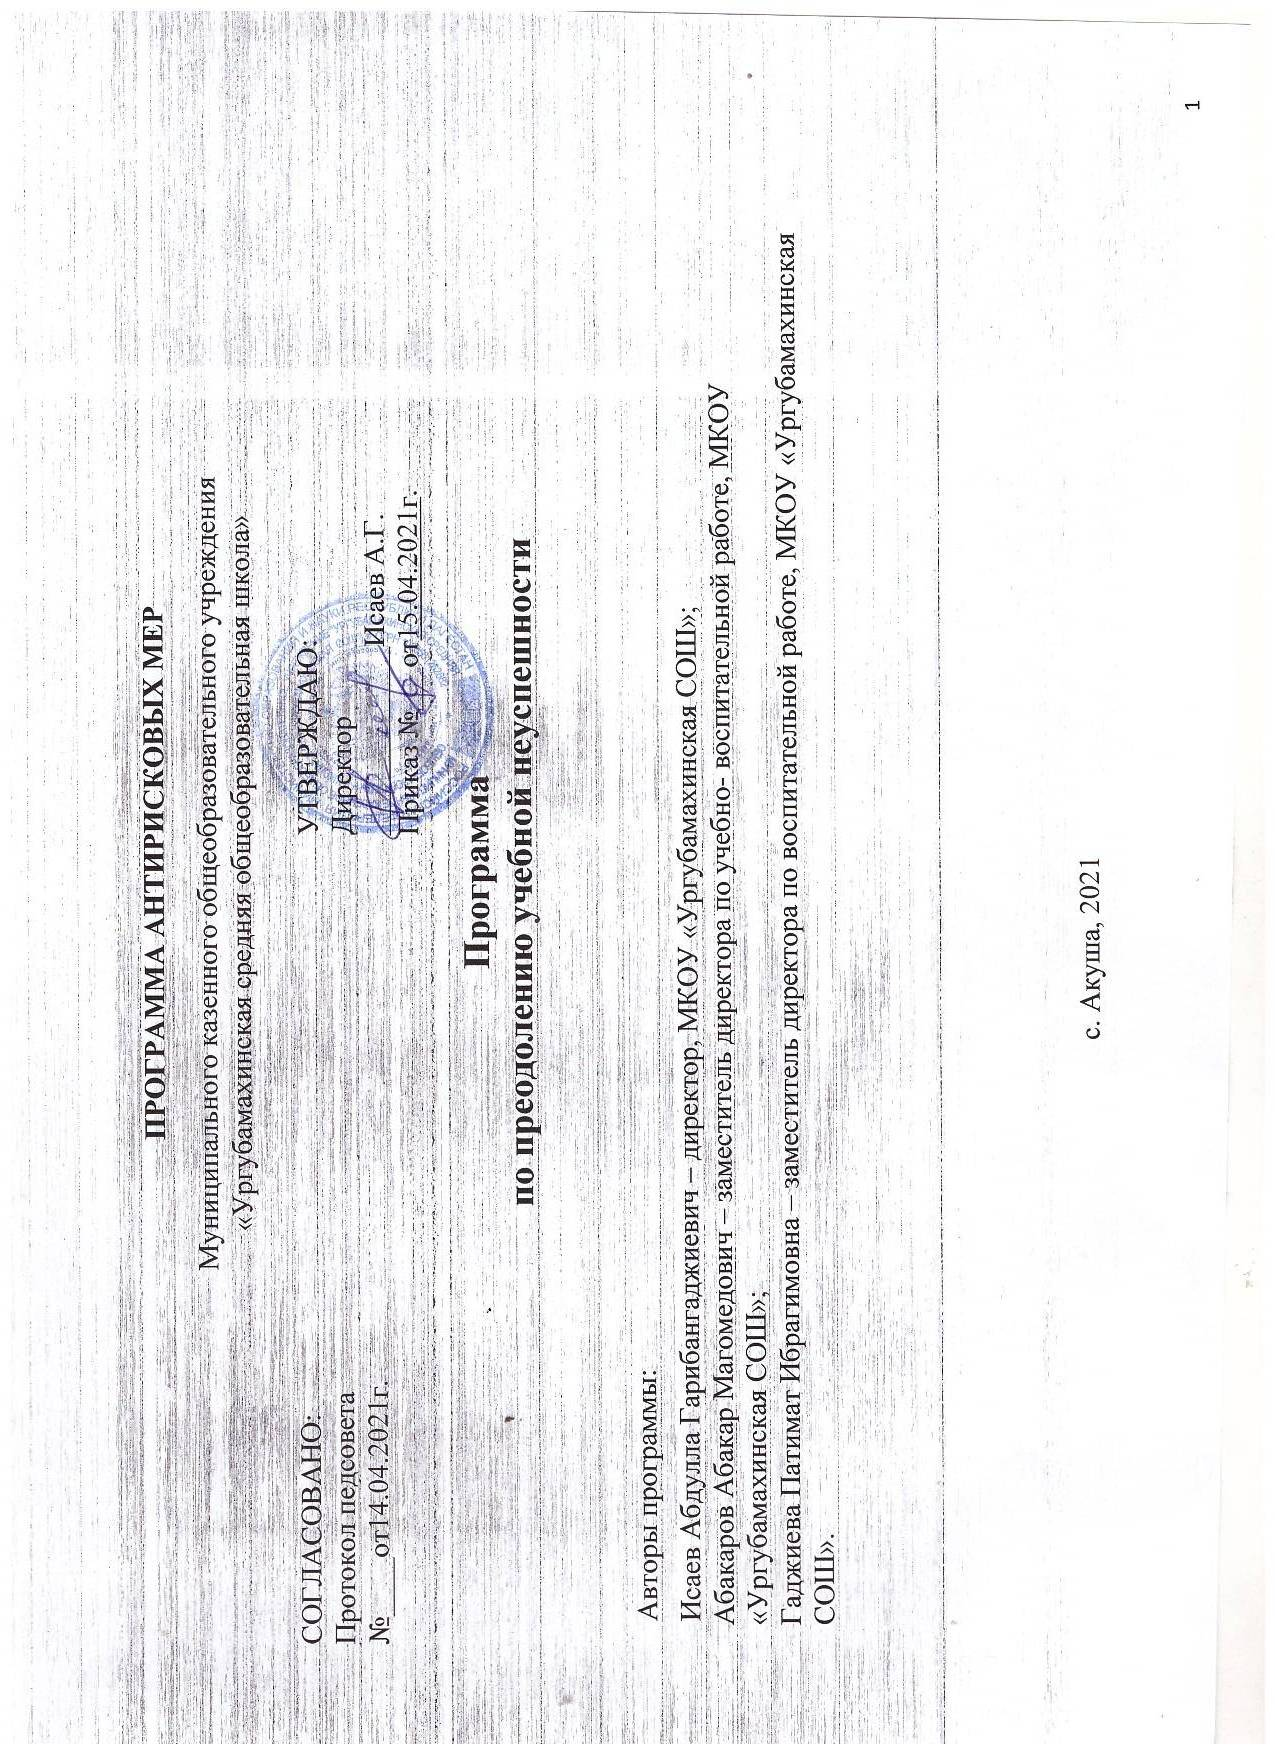 ПРОГРАММА АНТИРИСКОВЫХ МЕР
Муниципального казенного общеобразовательного учреждения
«Ургубамахинская средняя общеобразовательная школа»
СОГЛАСОВАНО:
Протокол педсовета
№____от14.04.2021г.
УТВЕРЖДАЮ:
Директор Исаев А.Г.
Приказ № от15.04.2021г.
Программа
по преодолению учебной неуспешности
Авторы программы:
Исаев Абдулла Гарибангаджиевич – директор, МКОУ «Ургубамахинская СОШ»;
Абакаров Абакар Магомедович – заместитель директора по учебно- воспитательной работе, МКОУ
«Ургубамахинская СОШ»;
Гаджиева Патимат Ибрагимовна – заместитель директора по воспитательной работе, МКОУ «Ургубамахинская
СОШ».
с. Акуша, 2021
1